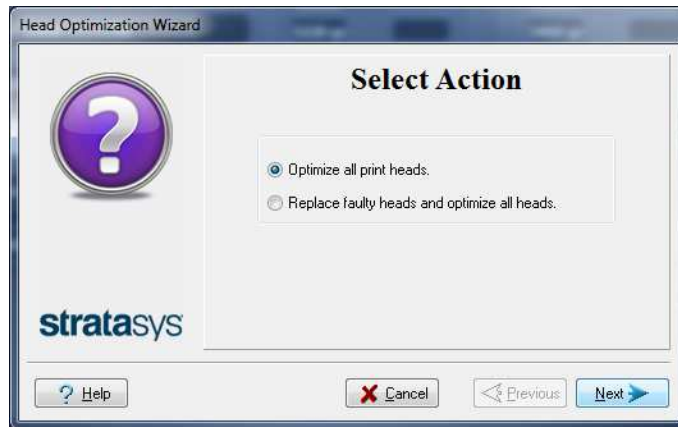 Head Optimization Wizard
Select Action
Optimize all print heads.
Replace faulty heads and optimize all heads.
stratasys
? Help
Cancel
Previous
Next